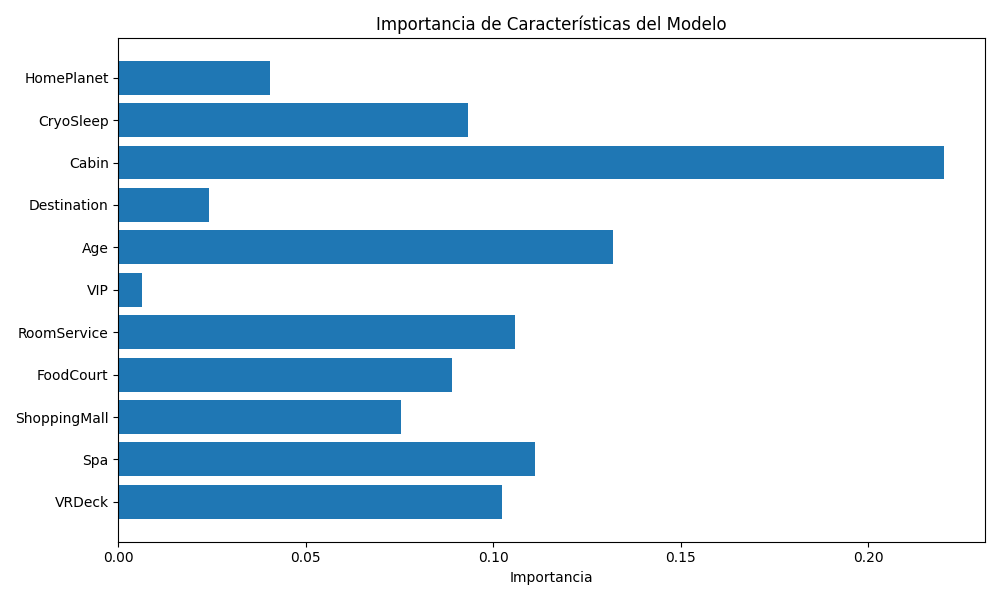 Importancia de Características del Modelo
HomePlanet
CryoSleep
Cabin
Destination
Age
VIP
RoomService
FoodCourt
ShoppingMall
Spa
VRDeck
0.00 0.05 0.10 0.15 0.20
Importancia